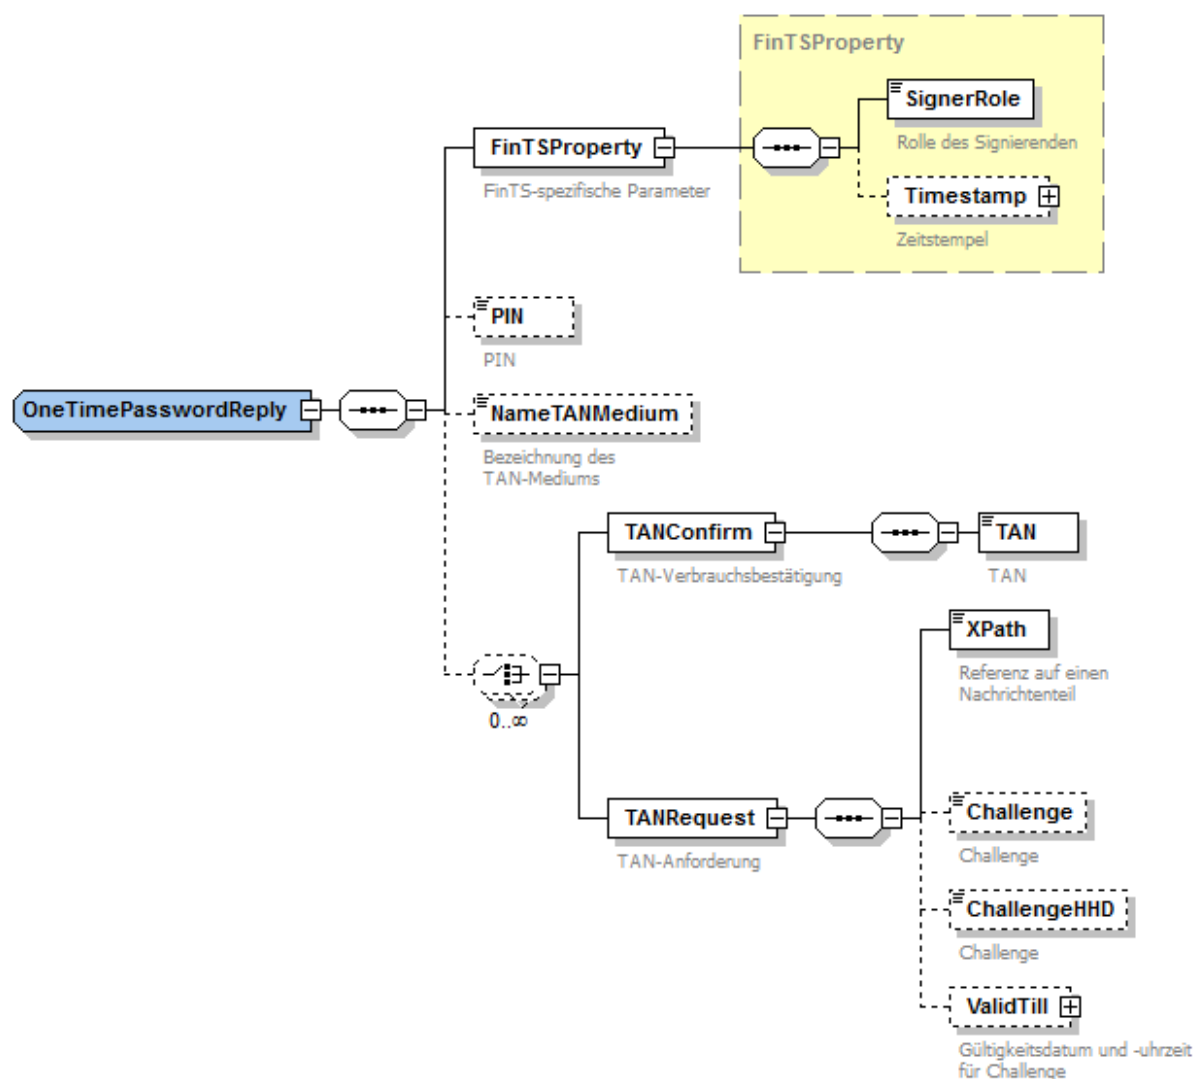 FinTSProperty
SignerRole
Rolle des Signierenden
FinTSProperty
FinTS-spezifische Parameter
Timestamp
Zeitstempel
PIN
PIN
OneTimePasswordReply
NameTANMedium
Bezeichnung des
TAN-Mediums
TANConfirm
TAN-Verbrauchsbestätigung
TAN
TAN
XPath
Referenz auf einen
Nachrichtenteil
0..∞
TANRequest
TAN-Anforderung
Challenge
Challenge
ChallengeHHD
Challenge
ValidTill
Gültigkeitsdatum und -uhrzeit
für Challenge